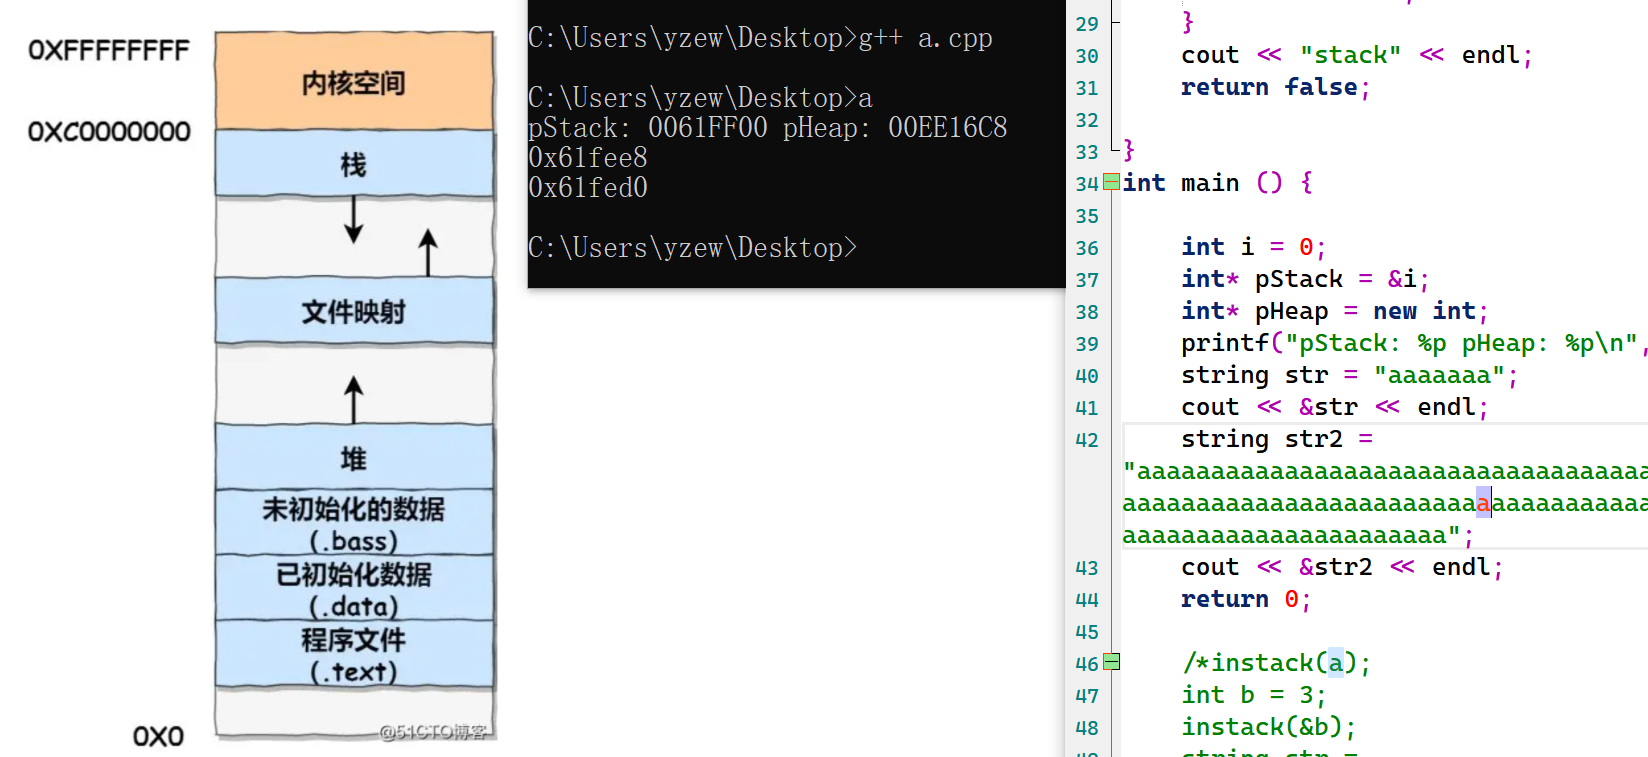 0XFFFFFFFF
内核空间
0XC0000000
栈
文件映射
堆
未初始化的数据
(.bass)
已初始化数据
(.data)
程序文件
(.text)
0X0
@51CTO博客
C:\Users\yzew\Desktop>g++ a.cpp
C:\Users\yzew\Desktop>a
pStack: 0061FF00 pHeap: 00EE16C8
0x61fee8
0x61fed0
C:\Users\yzew\Desktop>
29 }
30 cout << "stack" << endl;
31 return false;
32
33 }
34 int main () {
35
36 int i = 0;
37 int* pStack = &i;
38 int* pHeap = new int;
39 printf("pStack: %p pHeap: %p\n",
40 string str = "aaaaaaa";
41 cout << &str << endl;
42 string str2 =
"aaaaaaaaaaaaaaaaaaaaaaaaaaaaaaaaaaa
aaaaaaaaaaaaaaaaaaaaaaaaaaaaaaaaaaaa
aaaaaaaaaaaaaaaaaaaaaa";
43 cout << &str2 << endl;
44 return 0;
45
46 /*instack(a);
47 int b = 3;
48 instack(&b);
string str =